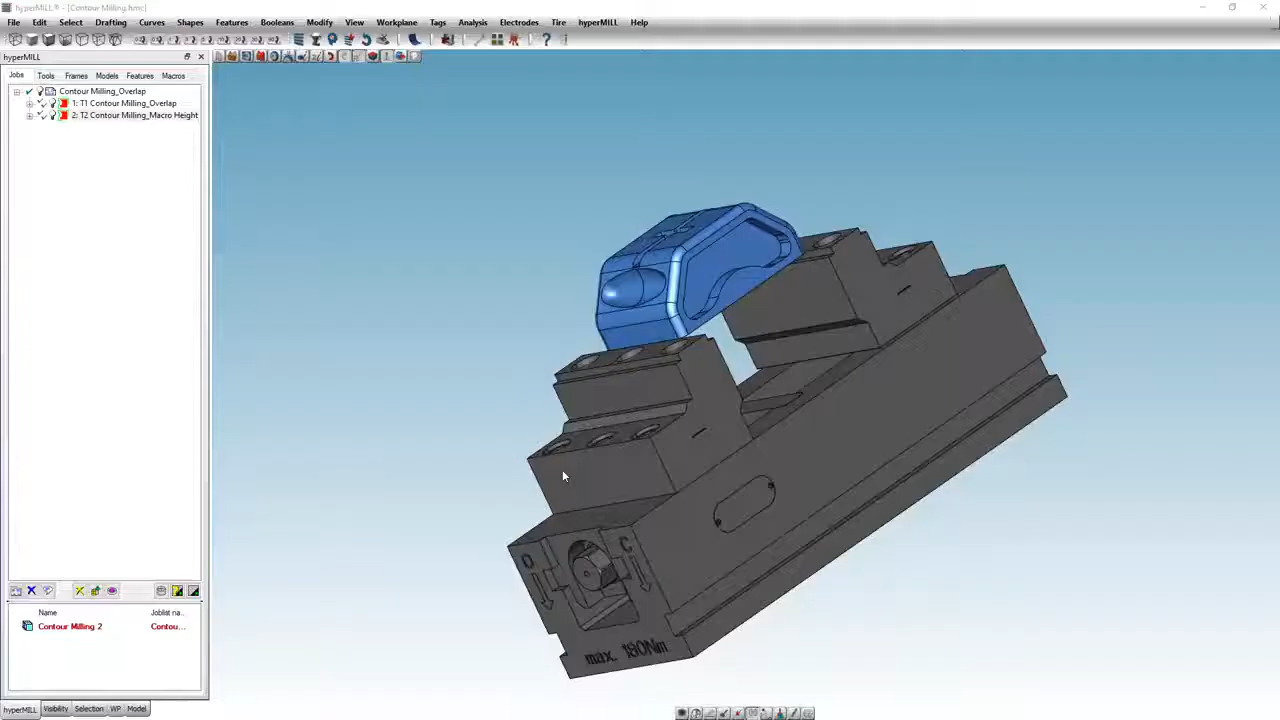 hyperMILL® - [Contour Milling.hmc]
File Edit Select Drafting Curves Shapes Features Booleans Modify View Workplane Tags Analysis Electrodes Tire hyperMILL Help
hyperMILL
Jobs Tools Frames Models Features Macros
Contour Milling_Overlap
1: T1 Contour Milling_Overlap
2: T2 Contour Milling_Macro Height
O
C
max. 180Nm
Name Joblist na...
Contour Milling 2 Contou...
hyperMILL Visibility Selection WP Model